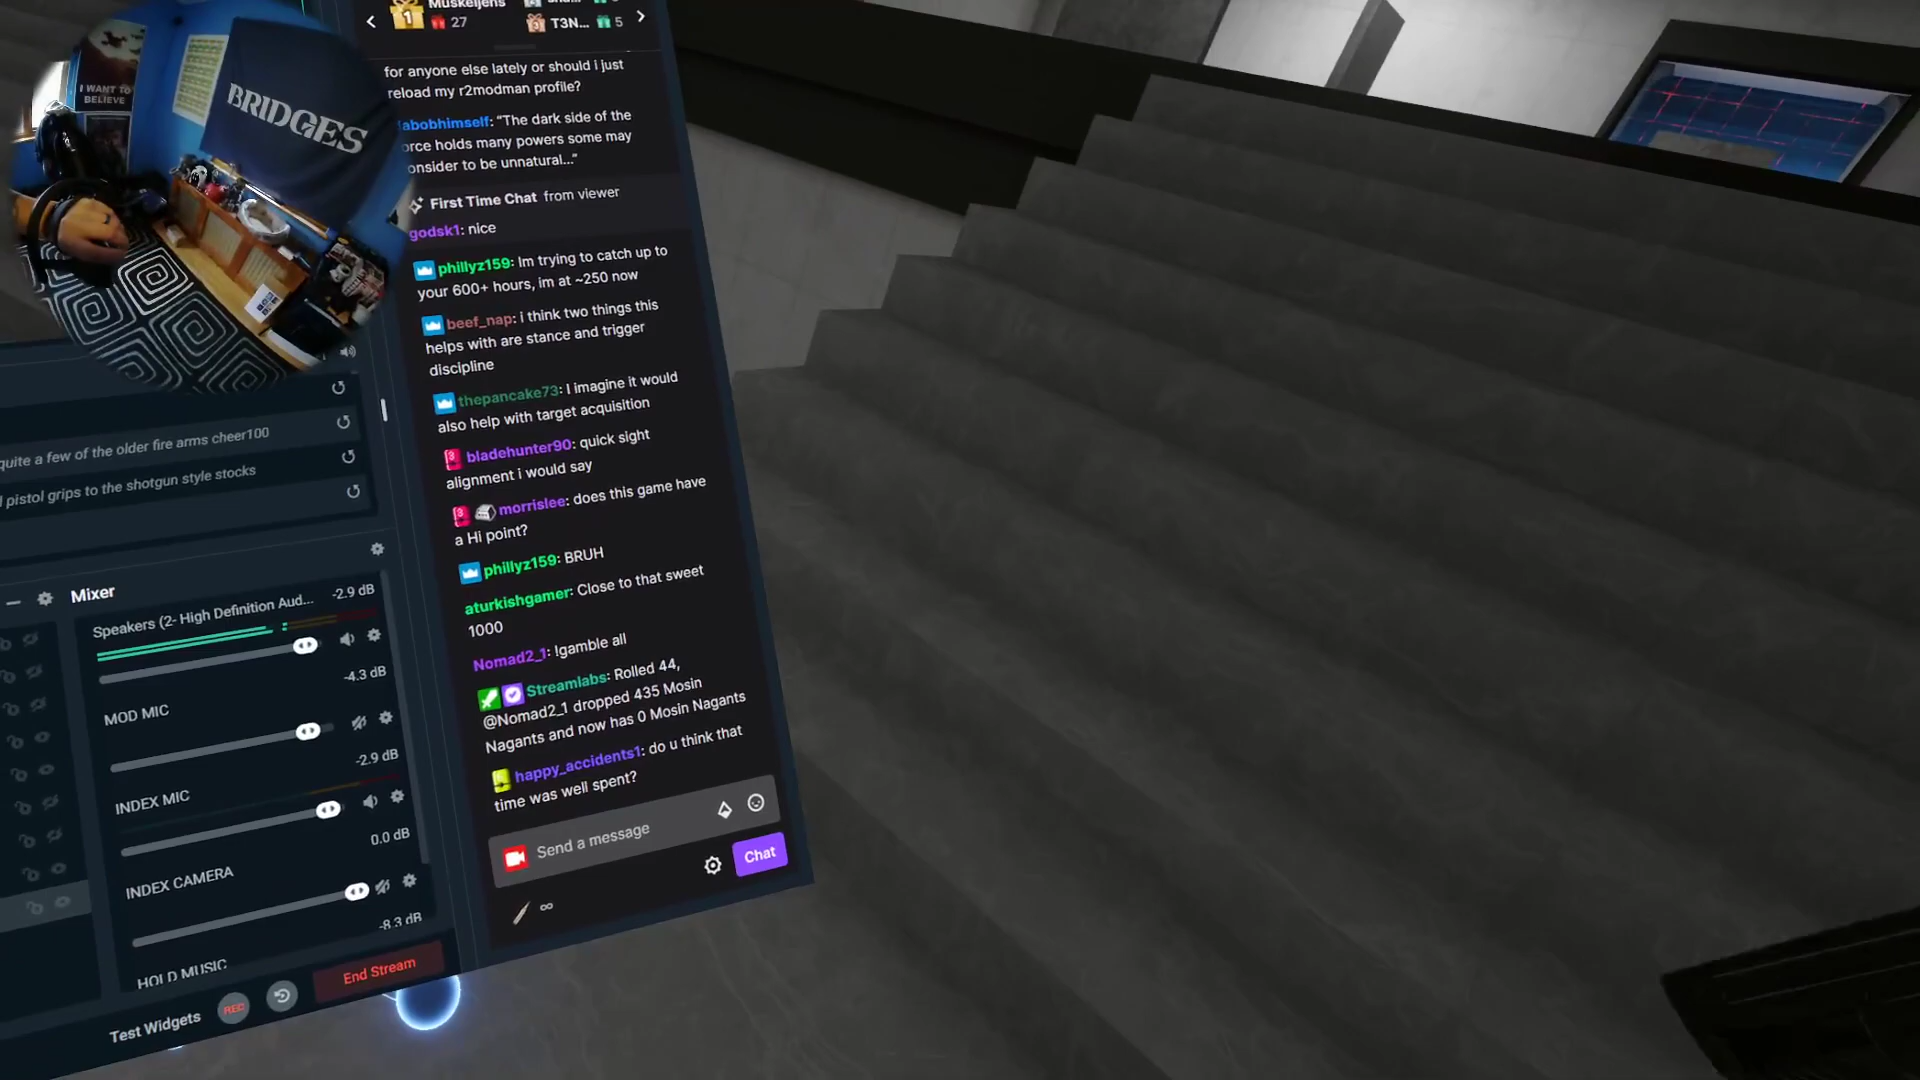 Muskeljens
1
27
T3N...
5
for anyone else lately or should i just
reload my r2modman profile?
abobhimself: “The dark side of the
orce holds many powers some may
onsider to be unnatural...”
First Time Chat from viewer
godsk1: nice
phillyz159: Im trying to catch up to
your 600+ hours, im at ~250 now
beef_nap: i think two things this
helps with are stance and trigger
discipline
thepancake73: I imagine it would
also help with target acquisition
bladehunter90: quick sight
alignment i would say
morrislee: does this game have
a Hi point?
phillyz159: BRUH
aturkishgamer: Close to that sweet
1000
Nomad2_1: !gamble all
Streamlabs: Rolled 44,
@Nomad2_1 dropped 435 Mosin
Nagants and now has 0 Mosin Nagants
happy_accidents1: do u think that
time was well spent?
Send a message
Chat
∞
I WANT TO
BELIEVE
BRIDGES
quite a few of the older fire arms cheer100
l pistol grips to the shotgun style stocks
Mixer
Speakers (2- High Definition Aud...
-2.9 dB
-4.3 dB
MOD MIC
-2.9 dB
INDEX MIC
0.0 dB
INDEX CAMERA
-8.3 dB
HOLD MUSIC
Test Widgets
REC
End Stream